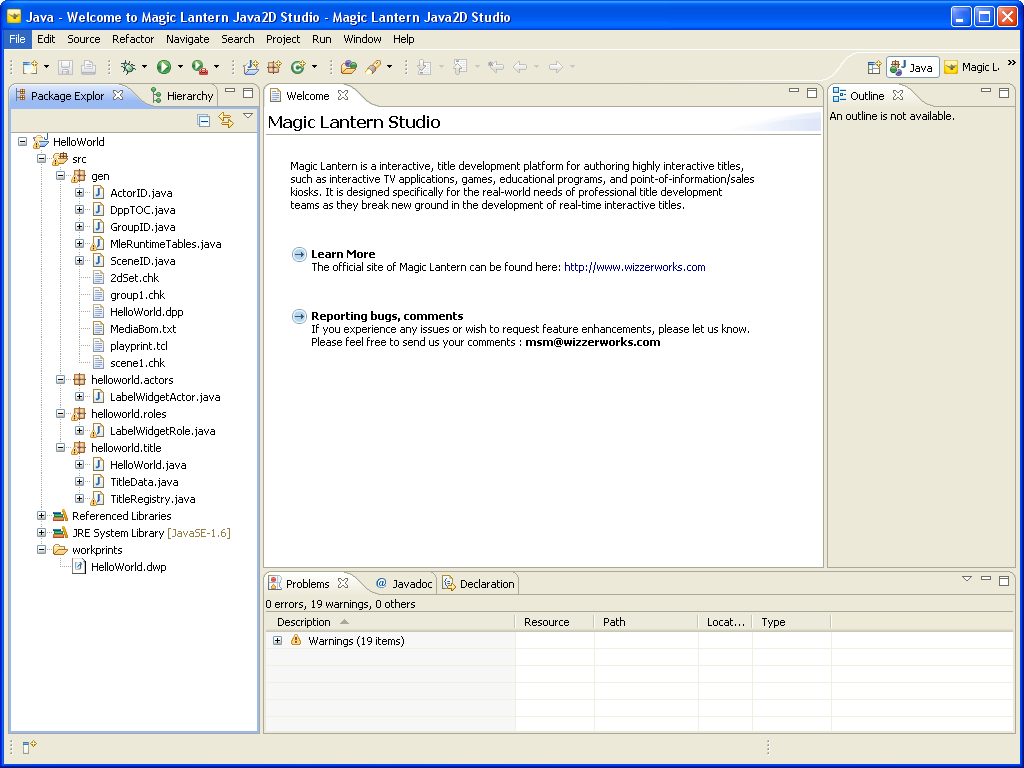 Java - Welcome to Magic Lantern Java2D Studio - Magic Lantern Java2D Studio
File Edit Source Refactor Navigate Search Project Run Window Help
Java Magic L. »
Package Explor Hierarchy
HelloWorld
src
gen
ActorID.java
DppTOC.java
GroupID.java
MleRuntimeTables.java
SceneID.java
2dSet.chk
group1.chk
HelloWorld.dpp
MediaBom.txt
playprint.tcl
scene1.chk
helloworld.actors
LabelWidgetActor.java
helloworld.roles
LabelWidgetRole.java
helloworld.title
HelloWorld.java
TitleData.java
TitleRegistry.java
Referenced Libraries
JRE System Library [JavaSE-1.6]
workprints
HelloWorld.dwp
Welcome
Magic Lantern Studio
Magic Lantern is a interactive, title development platform for authoring highly interactive titles,
such as interactive TV applications, games, educational programs, and point-of-information/sales
kiosks. It is designed specifically for the real-world needs of professional title development
teams as they break new ground in the development of real-time interactive titles.
Learn More
The official site of Magic Lantern can be found here: http://www.wizzerworks.com
Reporting bugs, comments
If you experience any issues or wish to request feature enhancements, please let us know.
Please feel free to send us your comments : msm@wizzerworks.com
Outline
An outline is not available.
Problems @ Javadoc Declaration
0 errors, 19 warnings, 0 others
Description Resource Path Locat... Type
Warnings (19 items)